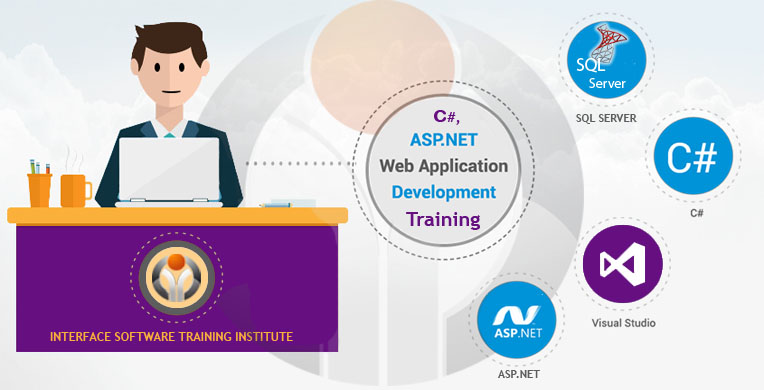 C#,
ASP.NET
Web Application
Development
Training
INTERFACE SOFTWARE TRAINING INSTITUTE
SQL
Server
SQL SERVER
C#
C#
Visual Studio
ASP.NET
ASP.NET